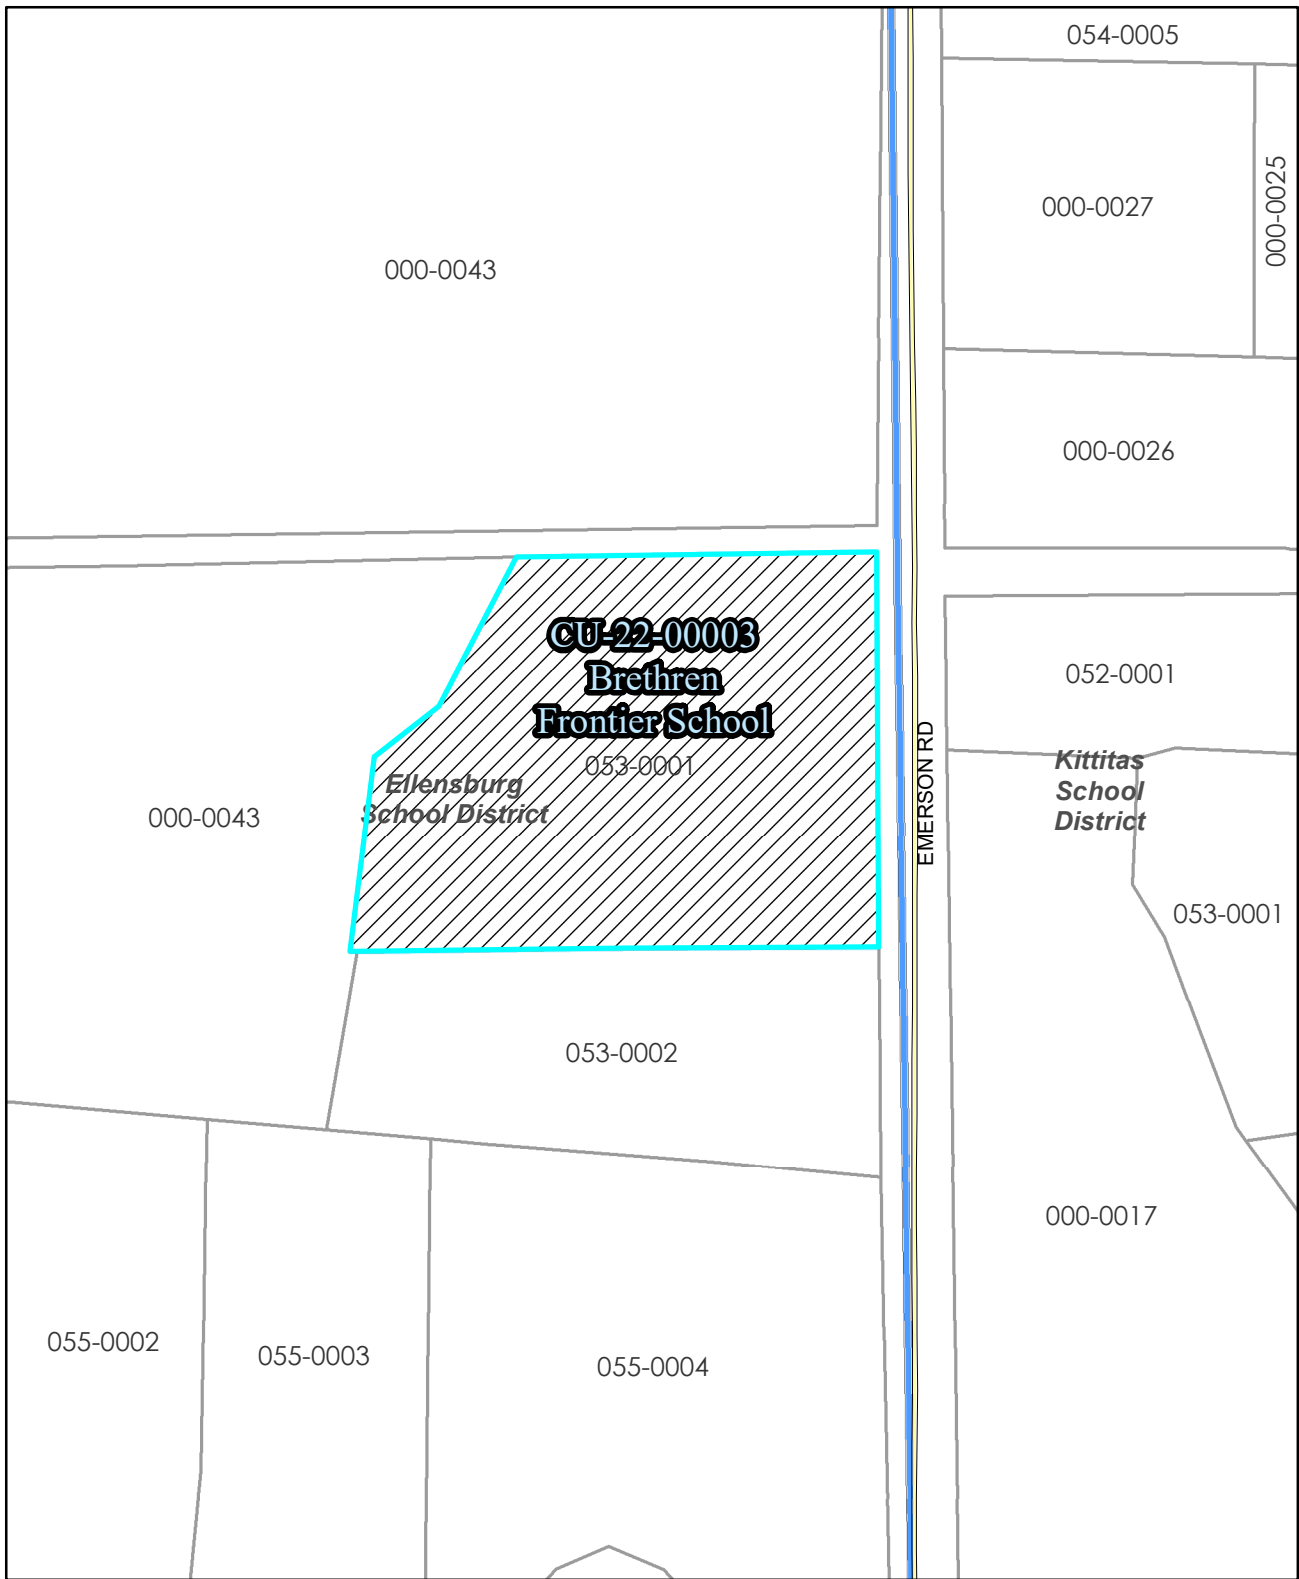 054-0005
000-0027
000-0025
000-0043
000-0026
CU-22-00003
Brethren
Frontier School
053-0001
Ellensburg
School District
000-0043
EMERSON RD
052-0001
Kittitas
School
District
053-0001
053-0002
000-0017
055-0002
055-0003
055-0004